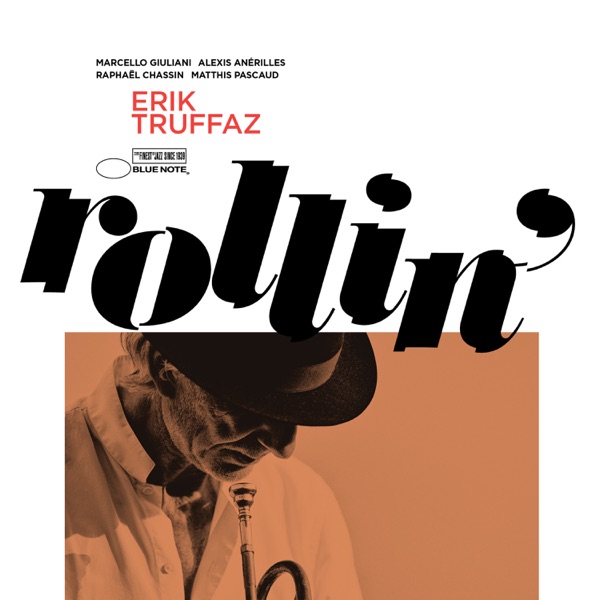 MARCELLO GIULIANI ALEXIS ANÉRILLES
RAPHAËL CHASSIN MATTHIS PASCAUD
ERIK
TRUFFAZ
THE FINEST IN JAZZ SINCE 1939
BLUE NOTE®
rollin'